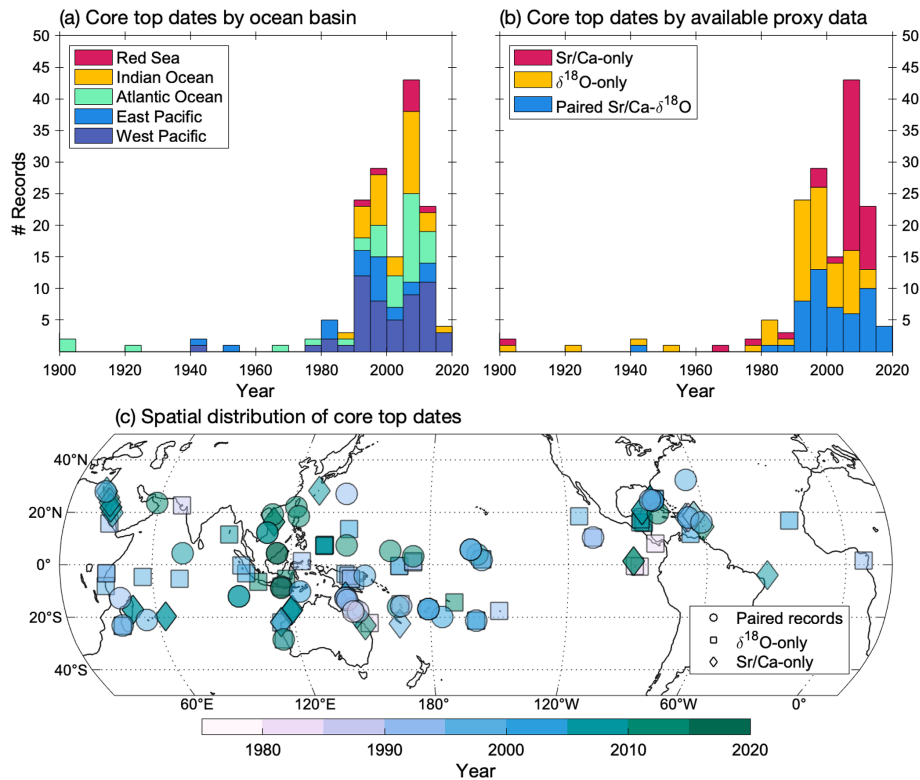 (a) Core top dates by ocean basin
50
45
40
35
30
25
20
15
10
5
# Records
Red Sea
Indian Ocean
Atlantic Ocean
East Pacific
West Pacific
1900 1920 1940 1960 1980 2000 2020
Year
(b) Core top dates by available proxy data
50
45
40
35
30
25
20
15
10
5
Sr/Ca-only
δ¹⁸O-only
Paired Sr/Ca-δ¹⁸O
1900 1920 1940 1960 1980 2000 2020
Year
(c) Spatial distribution of core top dates
40°N
20°N
0°
20°S
40°S
60°E 120°E 180° 120°W 60°W 0°
Paired records
δ¹⁸O-only
Sr/Ca-only
1980 1990 2000 2010 2020
Year